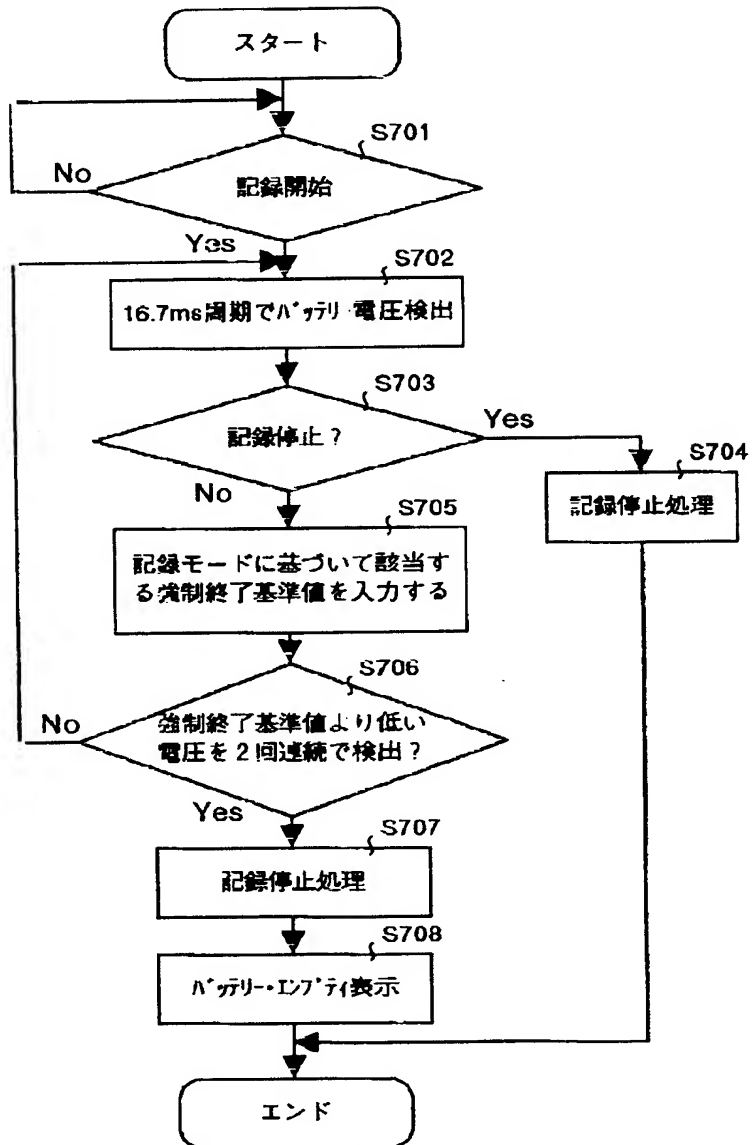 スタート
S701
No
記録開始
Yes
S702
16.7ms周期でﾊﾞｯﾃﾘｰ電圧検出
S703
記録停止？
Yes
S704
No
記録停止処理
S705
記録モードに基づいて該当す
る強制終了基準値を入力する
S706
No
強制終了基準値より低い
電圧を２回連続で検出？
Yes
S707
記録停止処理
S708
ﾊﾞｯﾃﾘｰ・ｴﾝﾌﾟﾃｨ表示
エンド